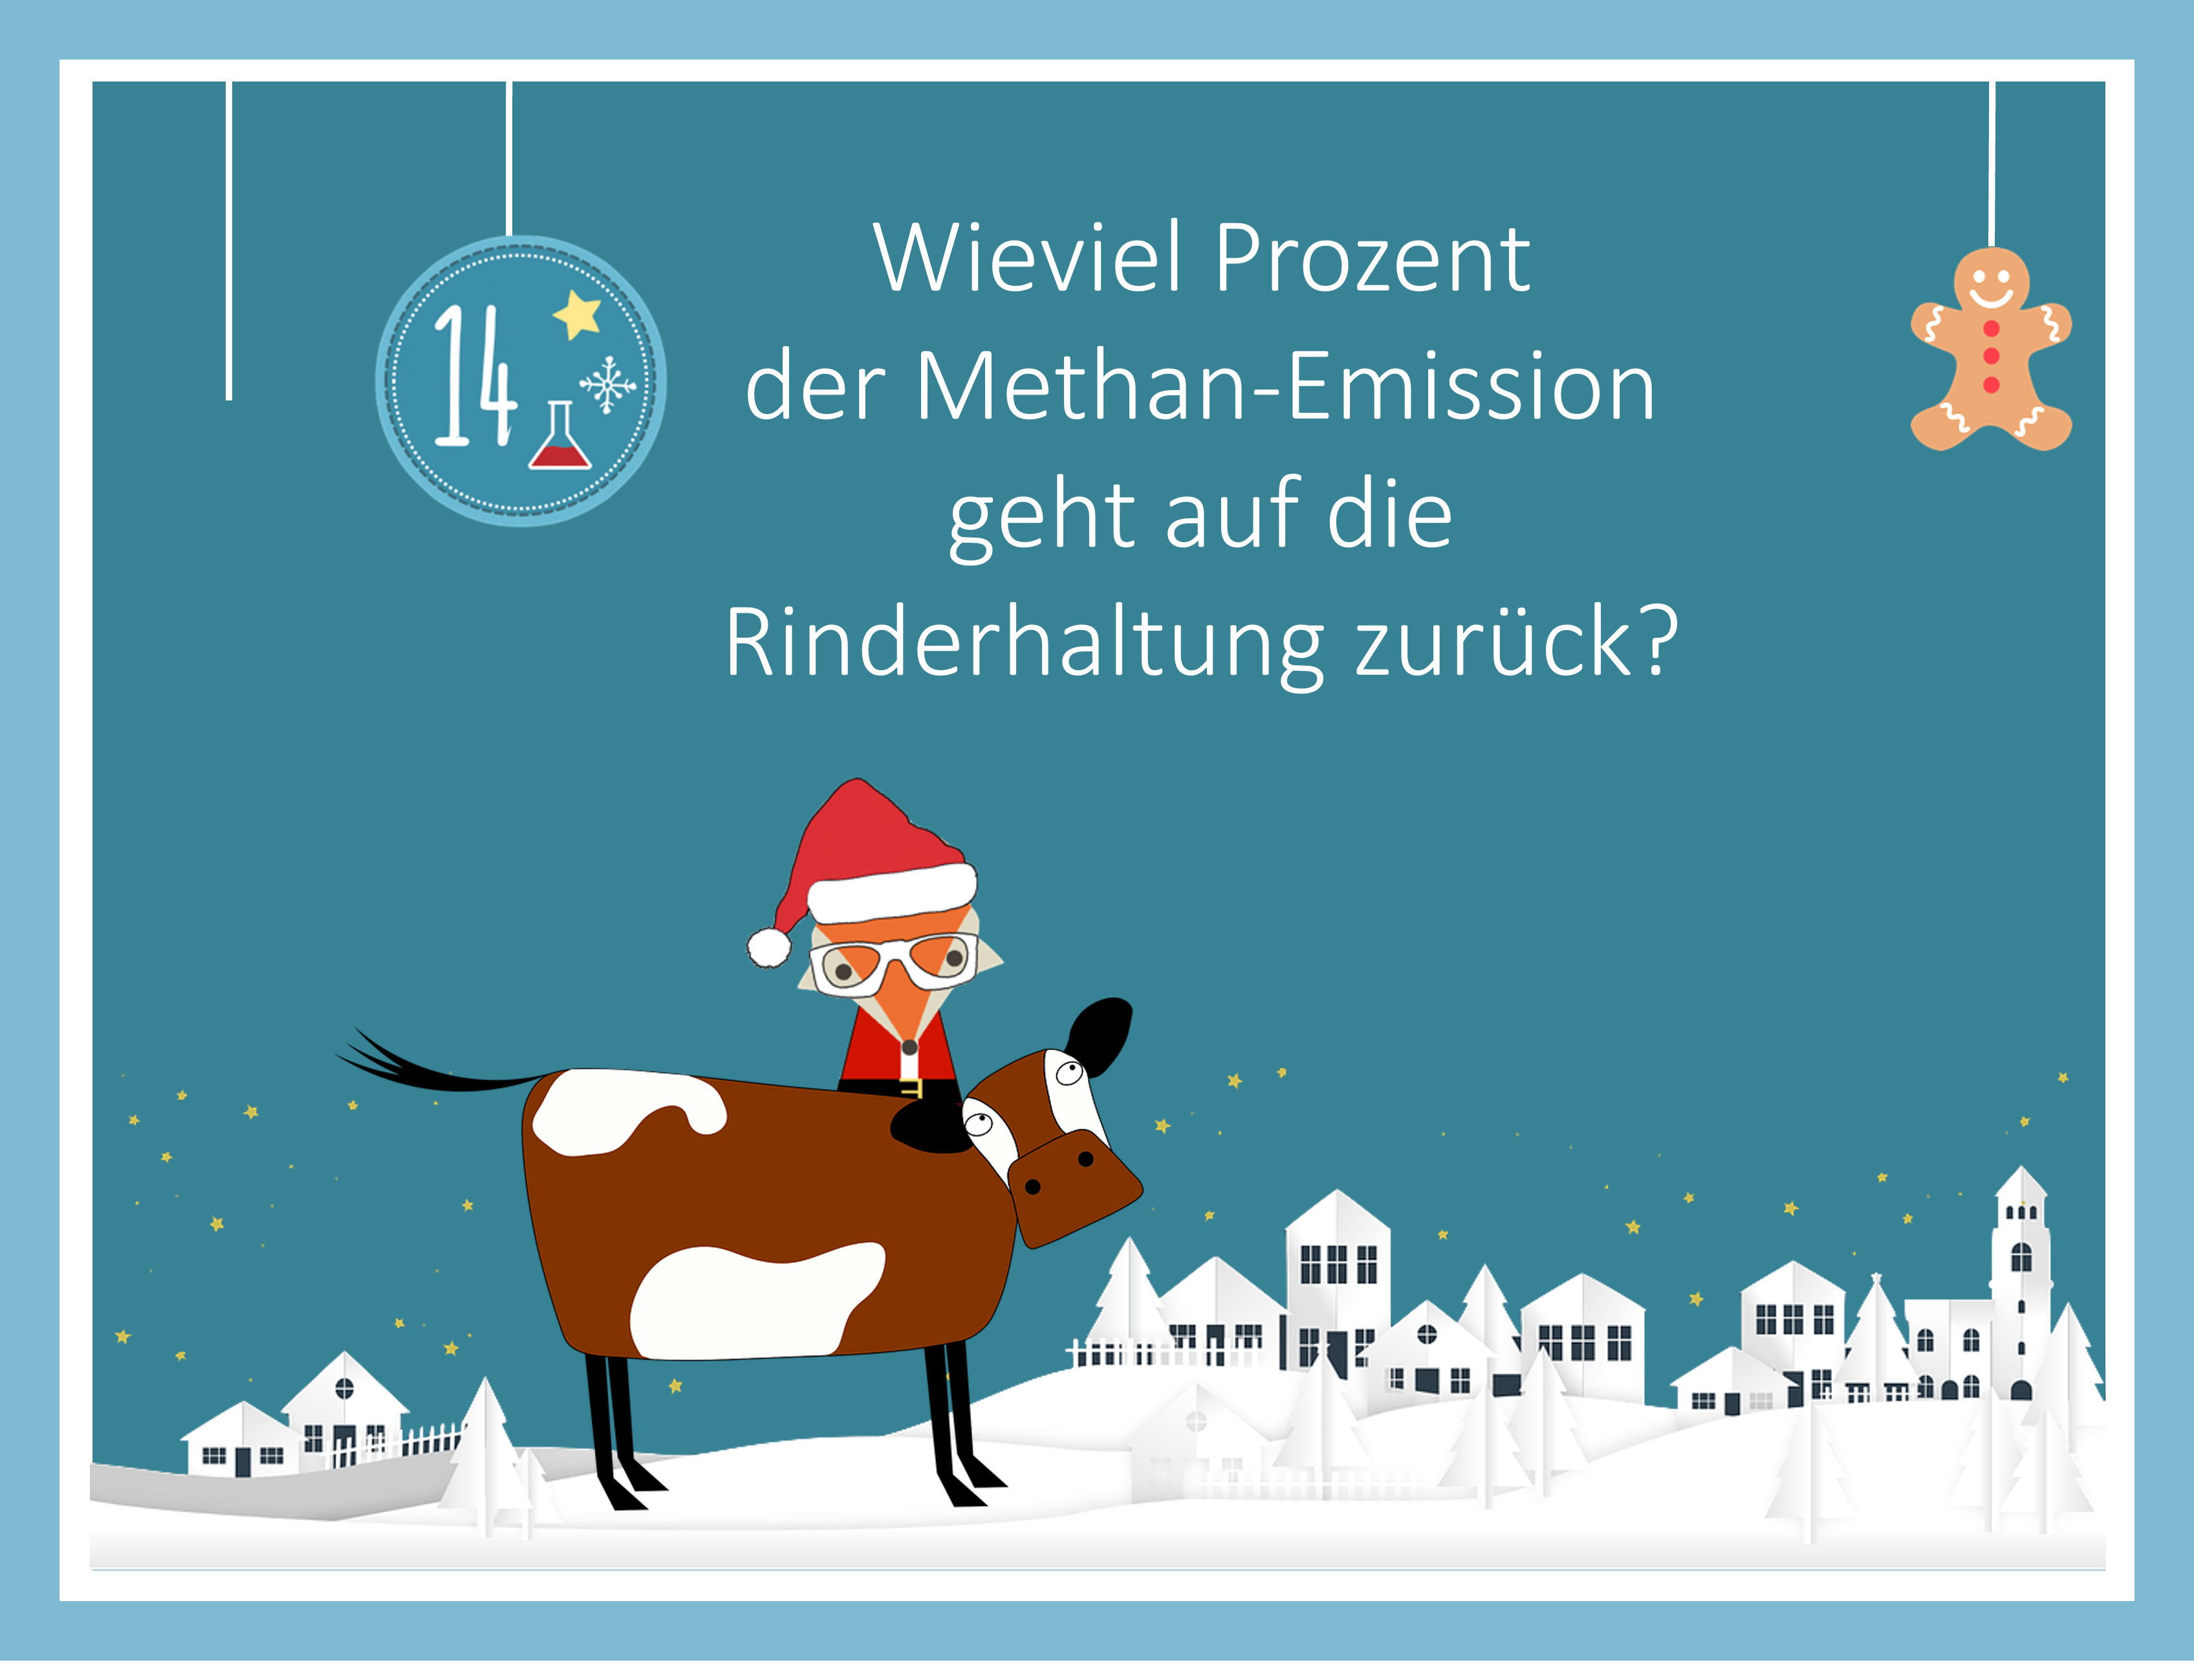 14
Wieviel Prozent
der Methan-Emission
geht auf die
Rinderhaltung zurück?